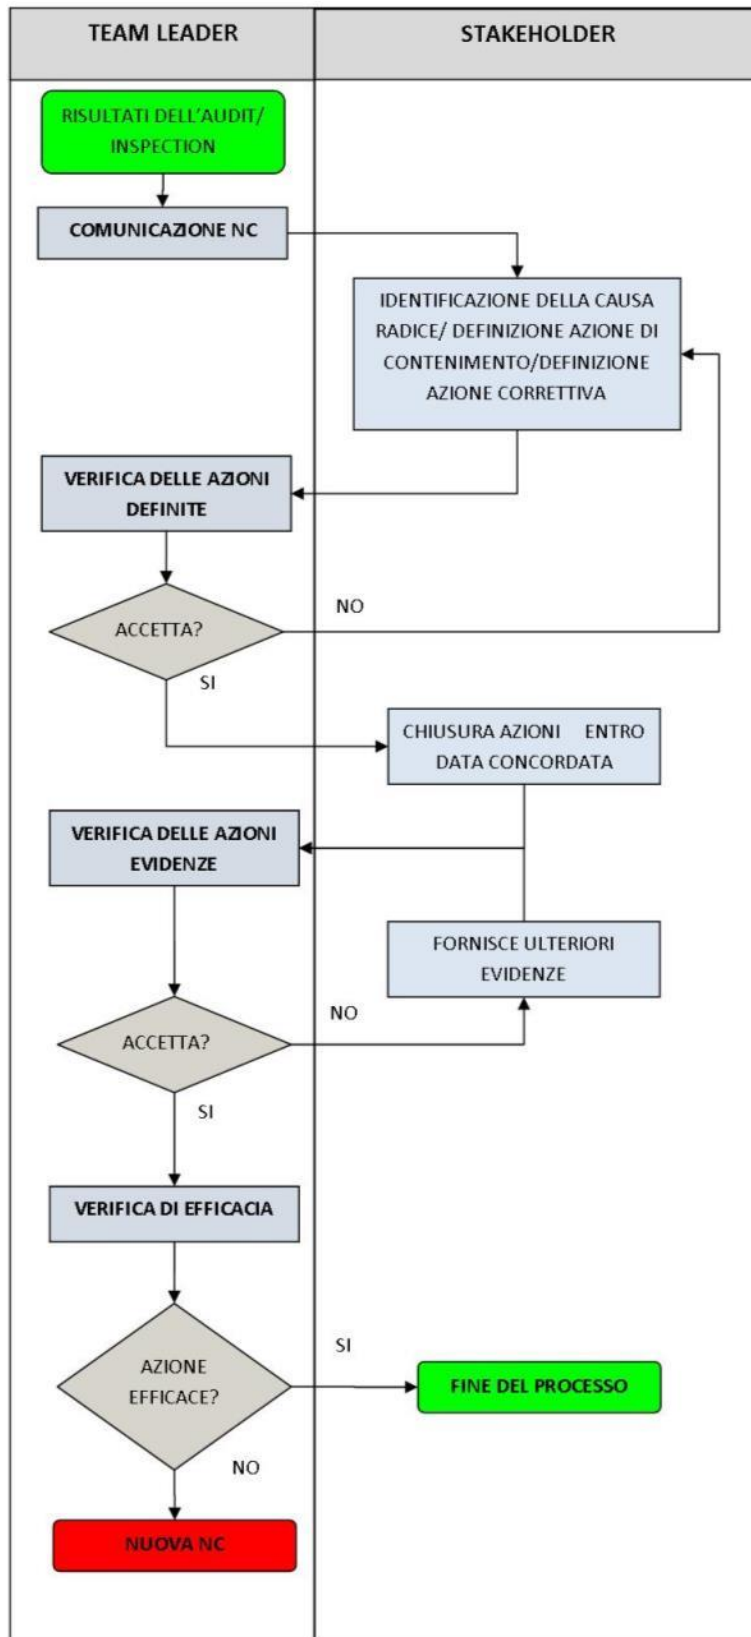 TEAM LEADER
STAKEHOLDER
RISULTATI DELL'AUDIT/
INSPECTION
COMUNICAZIONE NC
IDENTIFICAZIONE DELLA CAUSA
RADICE/ DEFINIZIONE AZIONE DI
CONTENIMENTO/DEFINIZIONE
AZIONE CORRETTIVA
VERIFICA DELLE AZIONI
DEFINITE
ACCETTA?
NO
SI
CHIUSURA AZIONI ENTRO
DATA CONCORDATA
VERIFICA DELLE AZIONI
EVIDENZE
FORNISCE ULTERIORI
EVIDENZE
ACCETTA?
NO
SI
VERIFICA DI EFFICACIA
AZIONE
EFFICACE?
SI
FINE DEL PROCESSO
NO
NUOVA NC